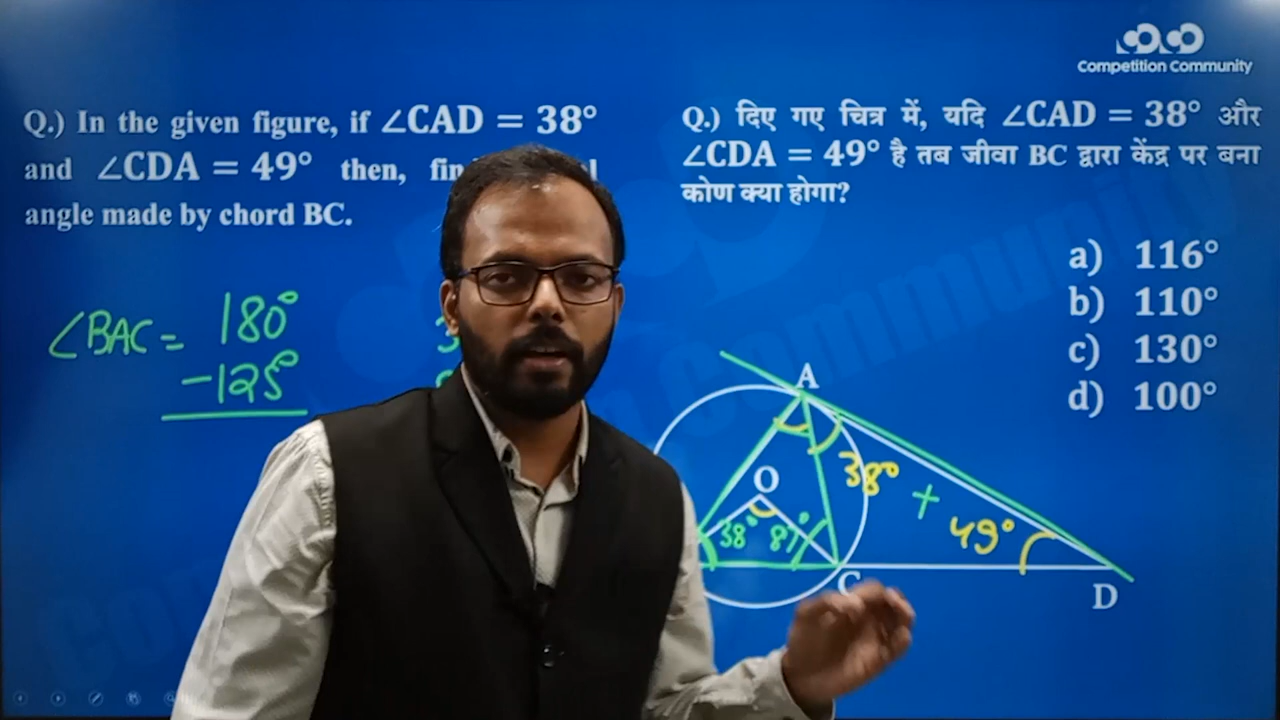 Competition Community
Q.) In the given figure, if ∠CAD = 38°
and ∠CDA = 49° then,
angle made by chord BC.
Q.) दिए गए चित्र में, यदि ∠CAD = 38° और
∠CDA = 49° है तब जीवा BC द्वारा केंद्र पर बना
कोण क्या होगा?
a) 116°
b) 110°
c) 130°
d) 100°
∠BAC = 180°
-125°
A
38°
+
49°
O
38° 87°
C
D